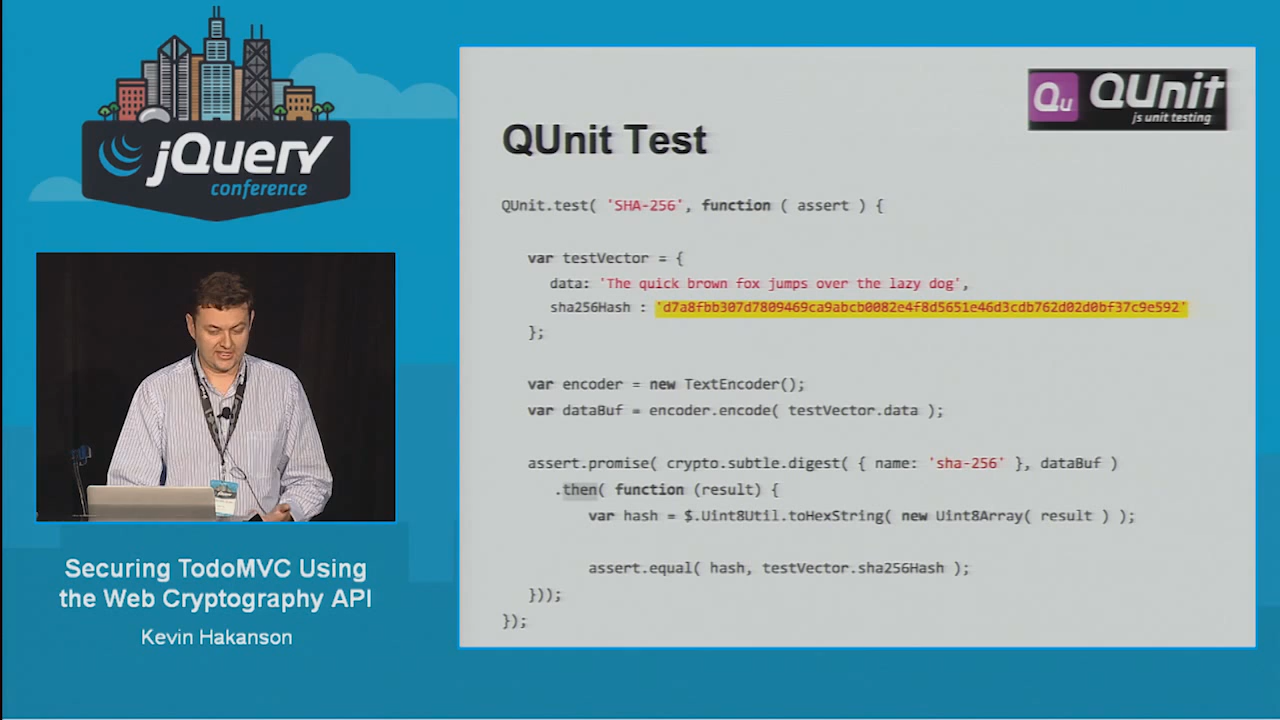 jQuery
conference
Securing TodoMVC Using
the Web Cryptography API
Kevin Hakanson
Qu QUnit
js unit testing
QUnit Test
QUnit.test( 'SHA-256', function ( assert ) {
var testVector = {
data: 'The quick brown fox jumps over the lazy dog',
sha256Hash : 'd7a8fbb307d7809469ca9abcb0082e4f8d5651e46d3cdb762d02d0bf37c9e592'
};
var encoder = new TextEncoder();
var dataBuf = encoder.encode( testVector.data );
assert.promise( crypto.subtle.digest( { name: 'sha-256' }, dataBuf )
.then( function (result) {
var hash = $.Uint8Util.toHexString( new Uint8Array( result ) );
assert.equal( hash, testVector.sha256Hash );
}));
});